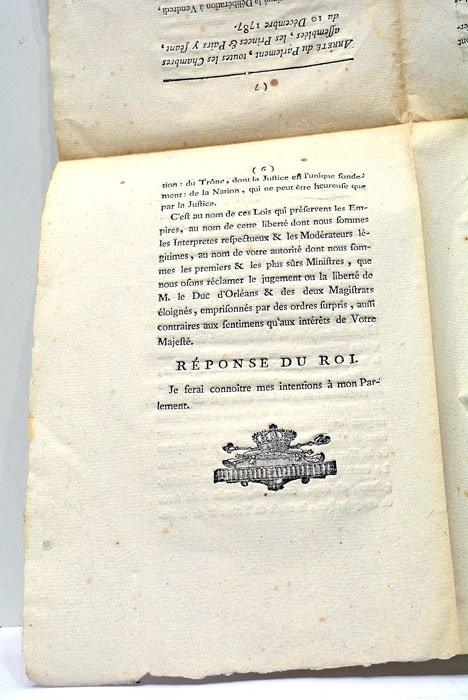 (7)
ARRÊTÉ du Parlement, toutes les Chambres
aſſemblées, les Princes & Pairs y ſéant,
du 10 Décembre 1787.
la Délibération à Vendredi,
(6)
tion : du Trône, dont la Juſtice eſt l'unique fonde-
ment : de la Nation, qui ne peut être heureuſe que
par la Juſtice.
C'eſt au nom de ces Lois qui préſervent les Em-
pires, au nom de cette liberté dont nous ſommes
les Interpretes reſpectueux & les Modérateurs lé-
gitimes, au nom de votre autorité dont nous ſom-
mes les premiers & les plus sûrs Miniſtres, que
nous oſons réclamer le jugement ou la liberté de
M. le Duc d'Orléans & des deux Magiſtrats
éloignés, empriſonnés par des ordres ſurpris, auſſi
contraires aux ſentimens qu'aux intérêts de Votre
Majeſté.
RÉPONSE DU ROI.
Je ferai connoître mes intentions à mon Par-
lement.